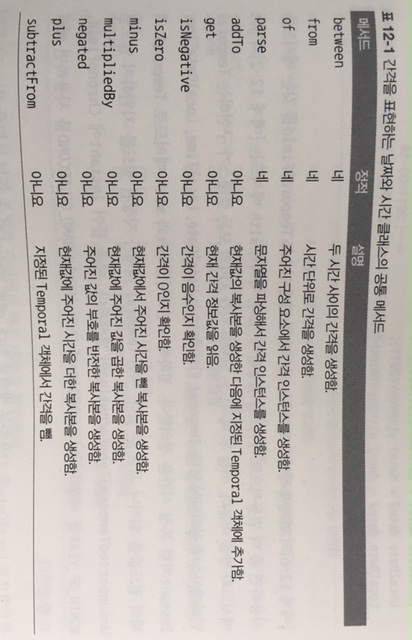 표 12-1 간격을 표현하는 날짜와 시간 클래스의 공통 메서드
메서드 정적 설명
between 네 두 시간 사이의 간격을 생성함.
from 네 시간 단위로 간격을 생성함.
of 네 주어진 구성 요소에서 간격 인스턴스를 생성함.
parse 네 문자열을 파싱해서 간격 인스턴스를 생성함.
addTo 아니요 현재값의 복사본을 생성한 다음에 지정된 Temporal 객체에 추가함.
get 아니요 현재 간격 정보값을 읽음.
isNegative 아니요 간격이 음수인지 확인함.
isZero 아니요 간격이 0인지 확인함.
minus 아니요 현재값에서 주어진 시간을 뺀 복사본을 생성함.
multipliedBy 아니요 현재값에 주어진 값을 곱한 복사본을 생성함.
negated 아니요 주어진 값의 부호를 반전한 복사본을 생성함.
plus 아니요 현재값에 주어진 시간을 더한 복사본을 생성함.
subtractFrom 아니요 지정된 Temporal 객체에서 간격을 뺌.